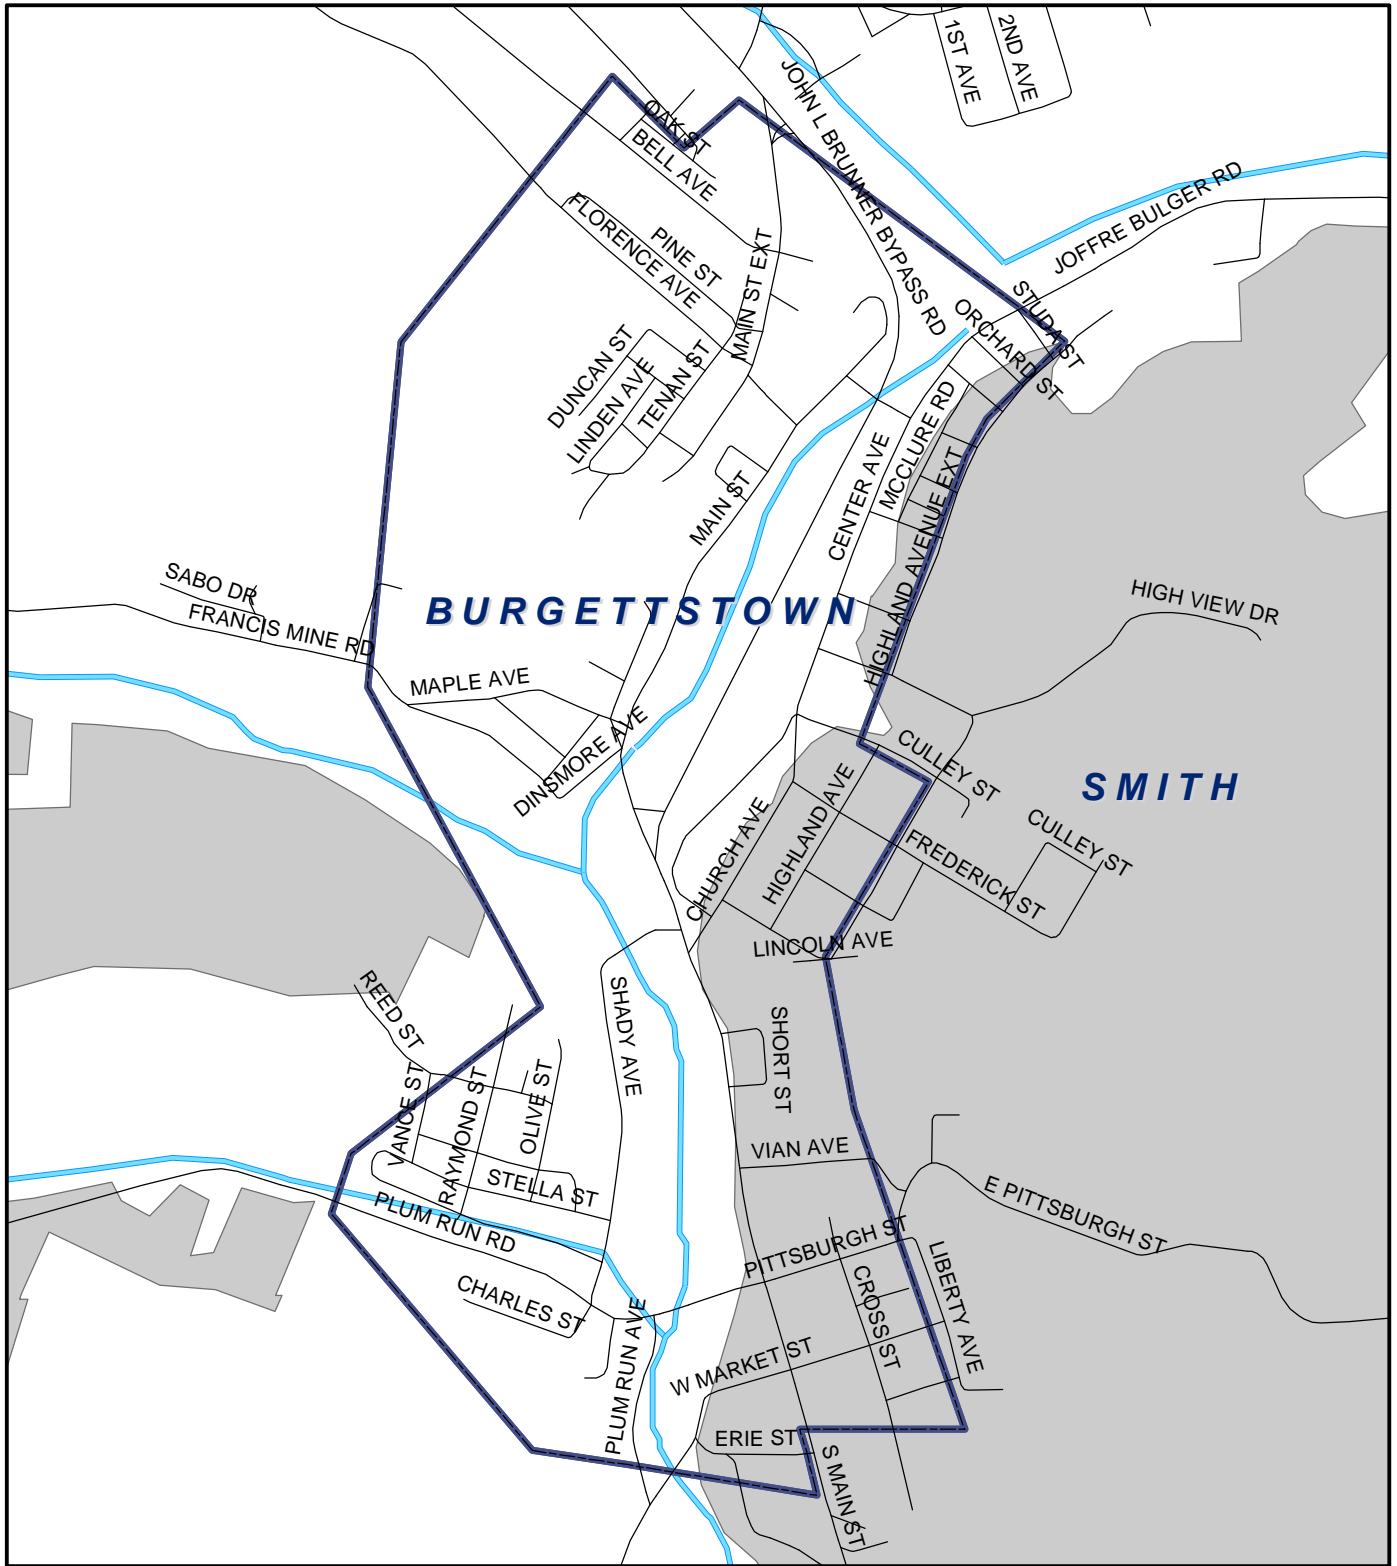 1ST AVE
2ND AVE
JOHN L BRUNNER BYPASS RD
OAK ST
BELL AVE
JOFFRE BULGER RD
FLORENCE AVE
PINE ST
MAIN ST EXT
STUDA ST
ORCHARD ST
DUNCAN ST
LINDEN AVE
TENAN ST
MCCLURE RD
CENTER AVE
MAIN ST
HIGHLAND AVENUE EXT
SABO DR
FRANCIS MINE RD
BURGETTSTOWN
HIGH VIEW DR
MAPLE AVE
DINSMORE AVE
CULLEY ST
SMITH
HIGHLAND AVE
CHURCH AVE
CULLEY ST
FREDERICK ST
LINCOLN AVE
REED ST
SHADY AVE
SHORT ST
VANCE ST
RAYMOND ST
OLIVE ST
VIAN AVE
STELLA ST
E PITTSBURGH ST
PLUM RUN RD
PITTSBURGH ST
LIBERTY AVE
CHARLES ST
CROSS ST
PLUM RUN AVE
W MARKET ST
ERIE ST
S MAIN ST